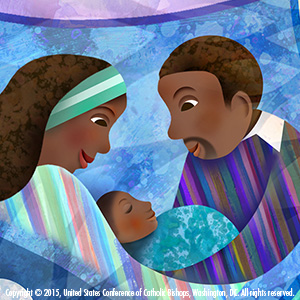 Copyright © 2015, United States Conference of Catholic Bishops, Washington, DC. All rights reserved.